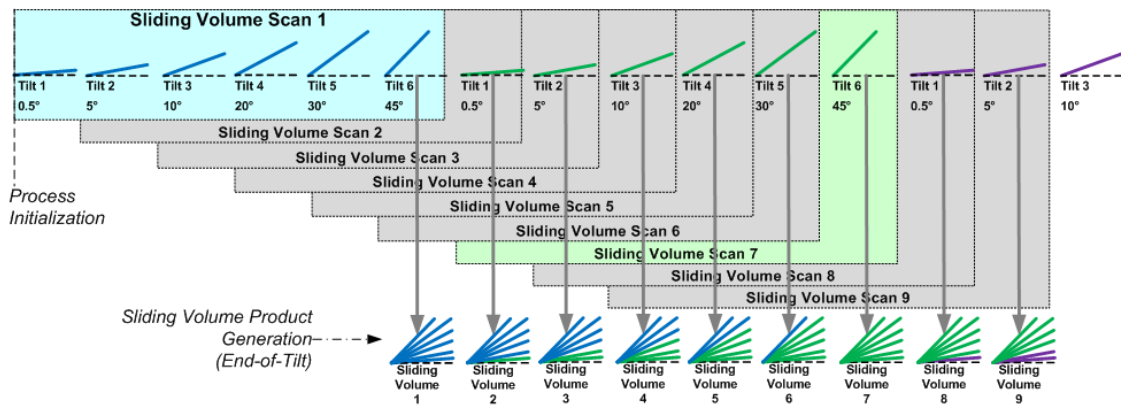 Sliding Volume Scan 1
Tilt 1 Tilt 2 Tilt 3 Tilt 4 Tilt 5 Tilt 6 Tilt 1 Tilt 2 Tilt 3 Tilt 4 Tilt 5 Tilt 6 Tilt 1 Tilt 2 Tilt 3
0.5° 5° 10° 20° 30° 45° 0.5° 5° 10° 20° 30° 45° 0.5° 5° 10°
Sliding Volume Scan 2
Sliding Volume Scan 3
Sliding Volume Scan 4
Sliding Volume Scan 5
Sliding Volume Scan 6
Sliding Volume Scan 7
Sliding Volume Scan 8
Sliding Volume Scan 9
Process
Initialization
Sliding Volume Product
Generation
(End-of-Tilt)
Sliding Sliding Sliding Sliding Sliding Sliding Sliding Sliding Sliding
Volume Volume Volume Volume Volume Volume Volume Volume Volume
1 2 3 4 5 6 7 8 9